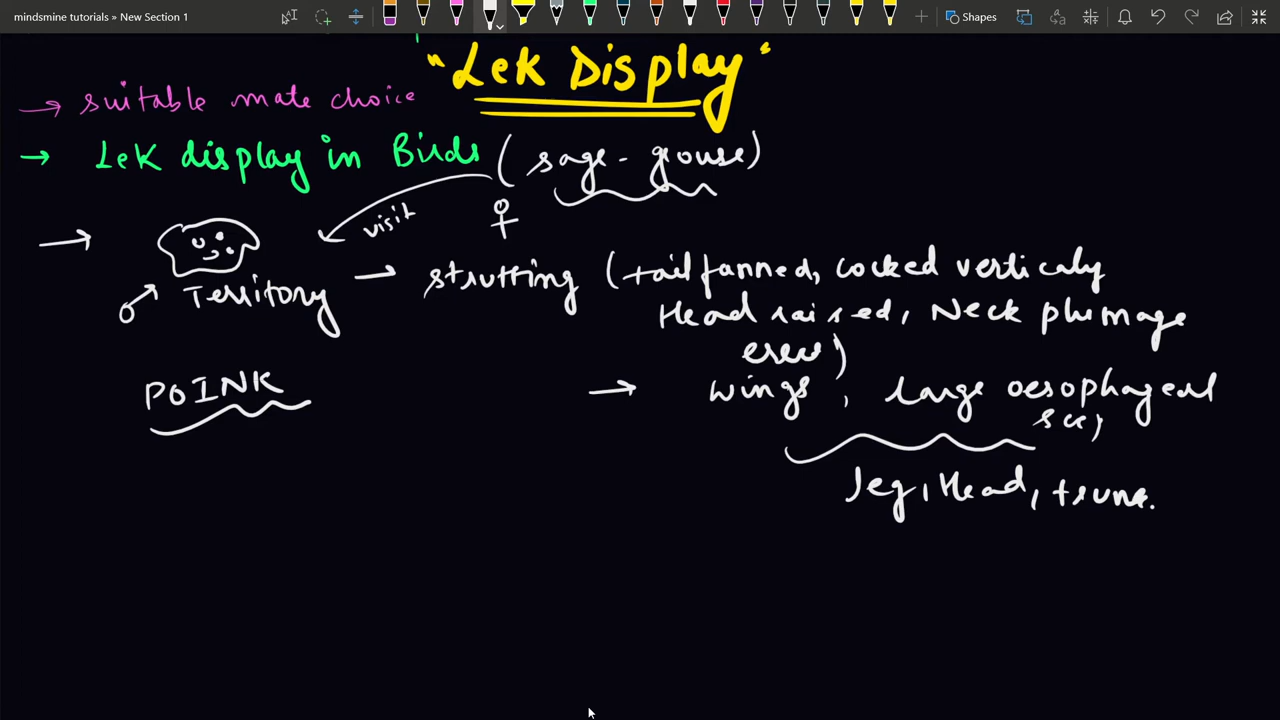 mindsmine tutorials » New Section 1
Shapes
"Lek Display"
→ suitable mate choice
→ Lek display in Birds (sage-grouse)
visit ♀
→ ♂ Territory → strutting (tail fanned, cocked verticaly
Head raised, Neck plumage
erect)
→ wings, large oesophageal
sac,
POINK
leg, Head, trunk.